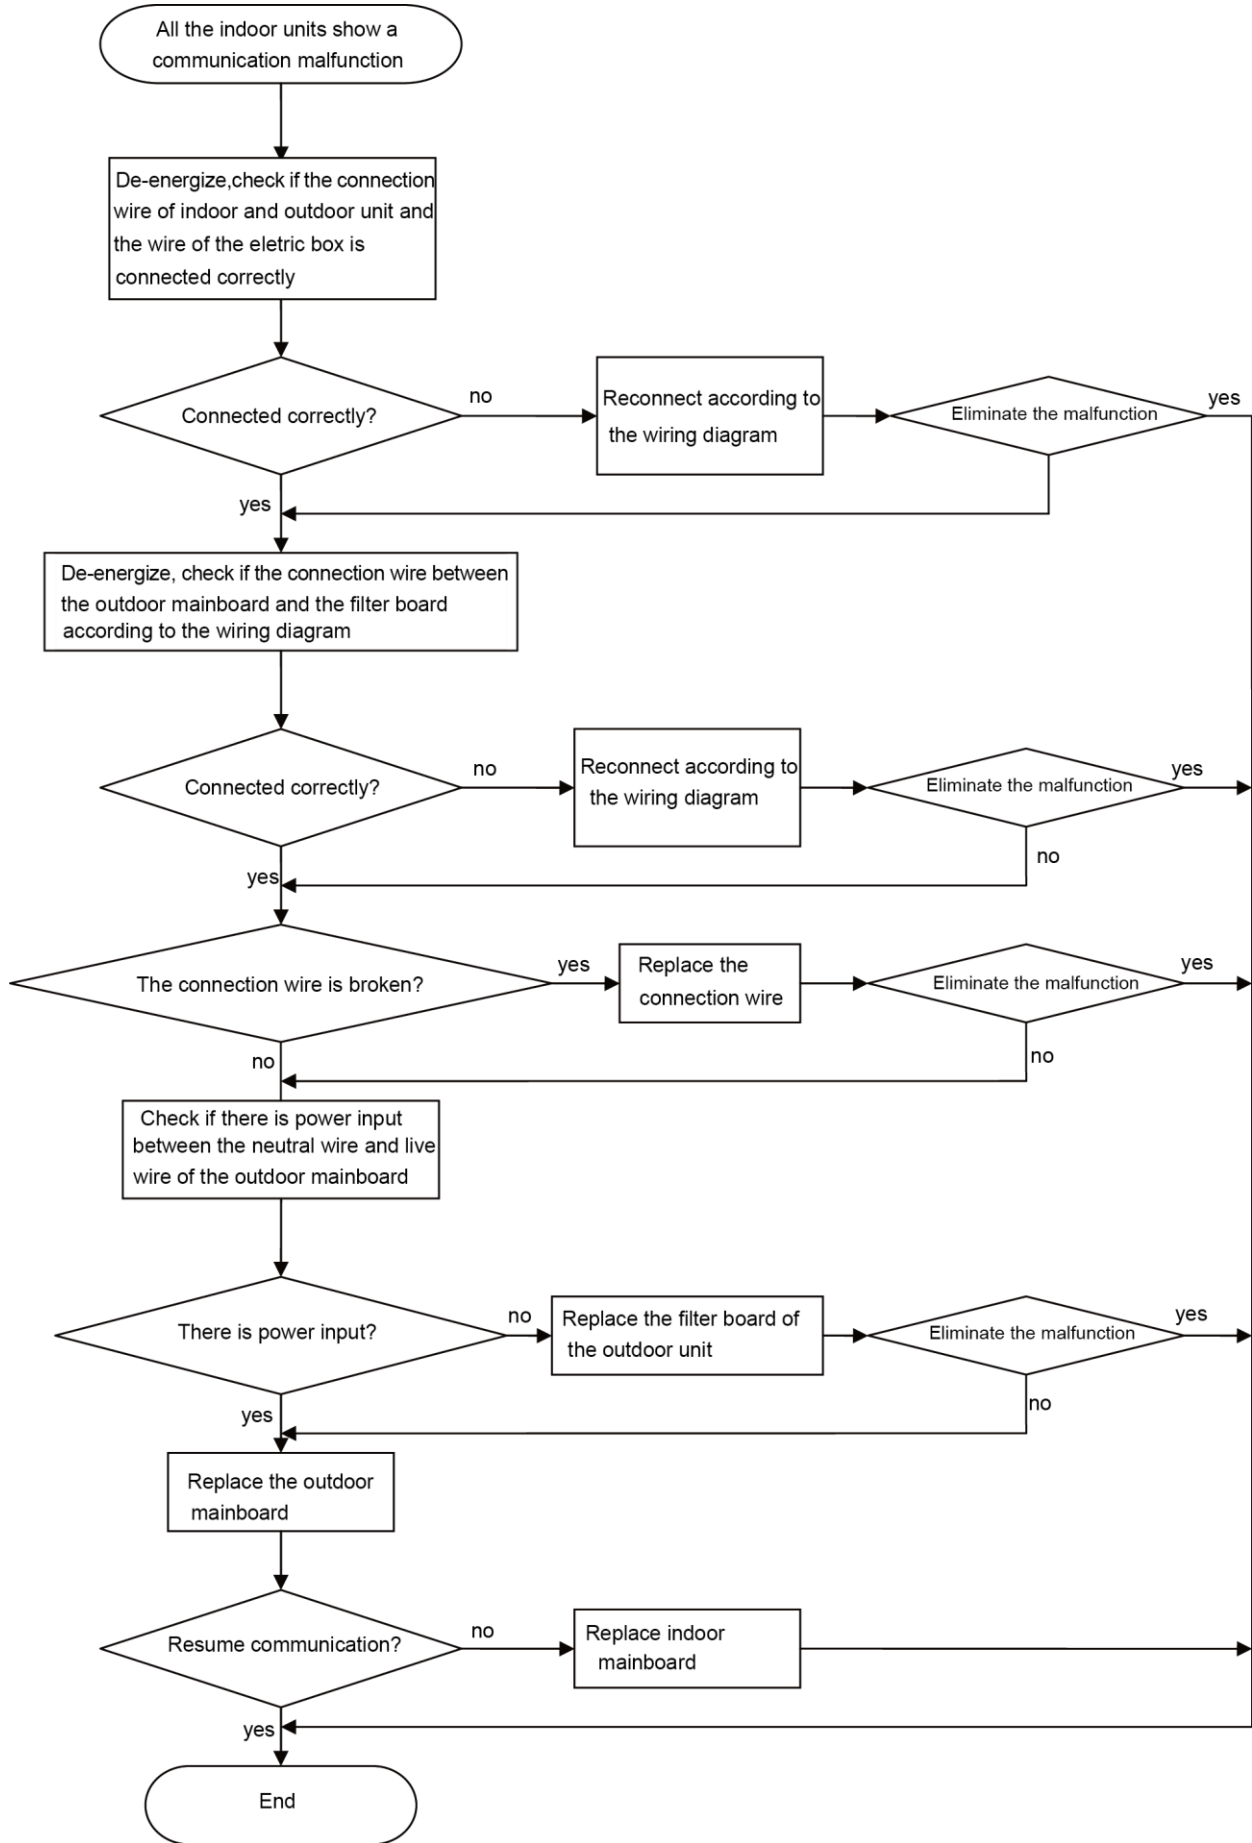 All the indoor units show a
communication malfunction
De-energize,check if the connection
wire of indoor and outdoor unit and
the wire of the eletric box is
connected correctly
Connected correctly?
no
Reconnect according to
the wiring diagram
Eliminate the malfunction
yes
yes
De-energize, check if the connection wire between
the outdoor mainboard and the filter board
according to the wiring diagram
Connected correctly?
no
Reconnect according to
the wiring diagram
Eliminate the malfunction
yes
no
yes
The connection wire is broken?
yes
Replace the
connection wire
Eliminate the malfunction
yes
no
no
Check if there is power input
between the neutral wire and live
wire of the outdoor mainboard
There is power input?
no
Replace the filter board of
the outdoor unit
Eliminate the malfunction
yes
no
yes
Replace the outdoor
mainboard
Resume communication?
no
Replace indoor
mainboard
yes
End